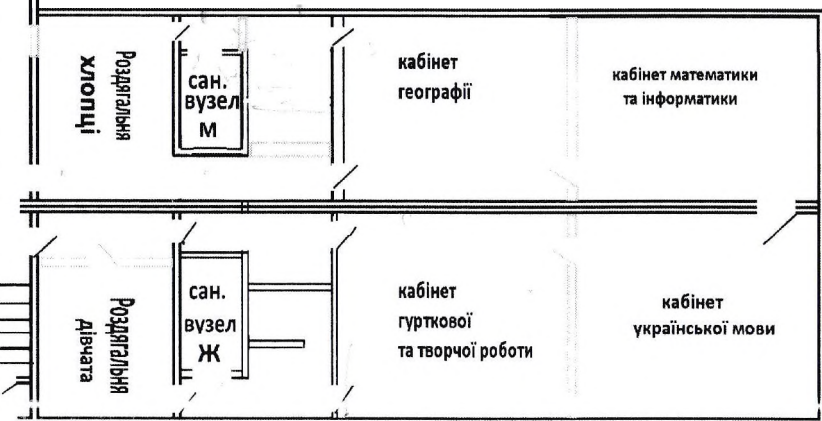 Роздягальня
хлопці
сан.
вузел
М
кабінет
географії
кабінет математики
та інформатики
Роздягальня
дівчата
сан.
вузел
Ж
кабінет
гурткової
та творчої роботи
кабінет
української мови